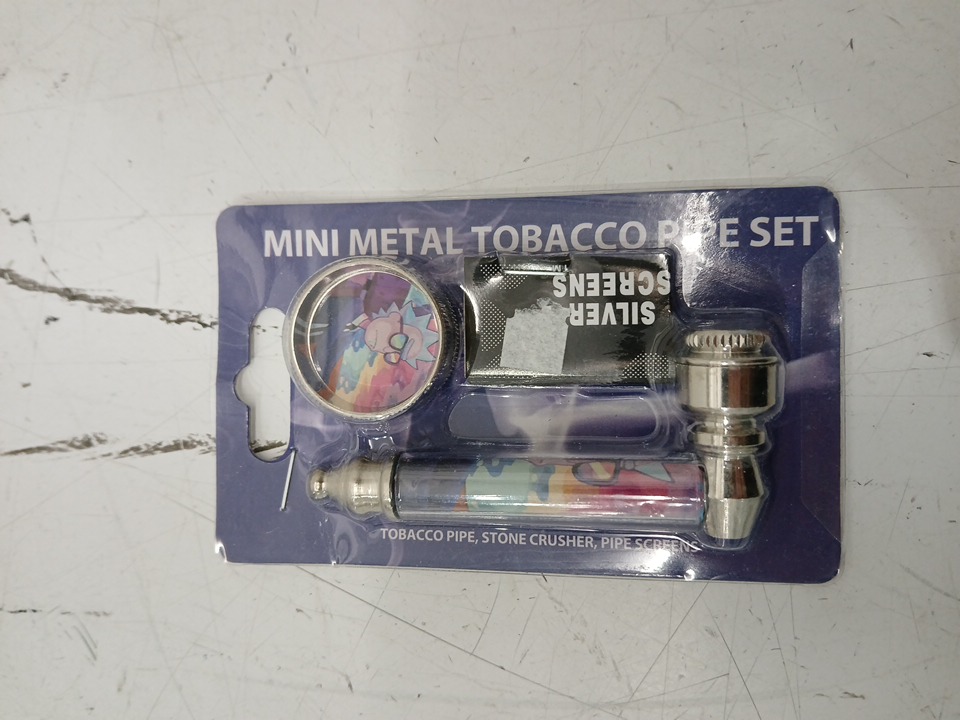 MINI METAL TOBACCO PIPE SET
SILVER
SCREENS
TOBACCO PIPE, STONE CRUSHER, PIPE SCREENS